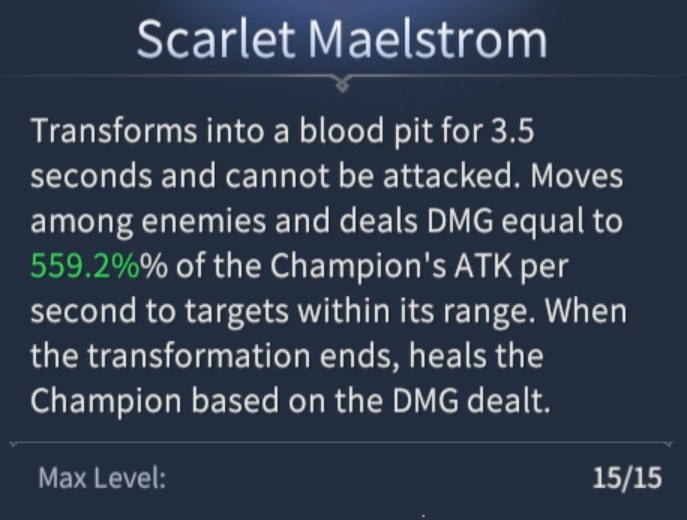 Scarlet Maelstrom
Transforms into a blood pit for 3.5
seconds and cannot be attacked. Moves
among enemies and deals DMG equal to
559.2%% of the Champion's ATK per
second to targets within its range. When
the transformation ends, heals the
Champion based on the DMG dealt.
Max Level: 15/15